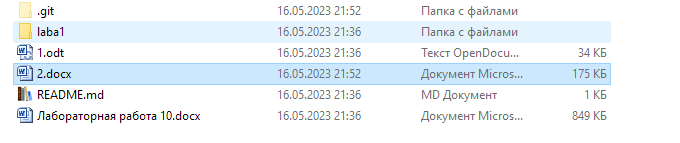 .git 16.05.2023 21:52 Папка с файлами
laba1 16.05.2023 21:36 Папка с файлами
1.odt 16.05.2023 21:36 Текст OpenDocu... 34 КБ
2.docx 16.05.2023 21:52 Документ Micros... 175 КБ
README.md 16.05.2023 21:36 MD Документ 1 КБ
Лабораторная работа 10.docx 16.05.2023 21:36 Документ Micros... 849 КБ